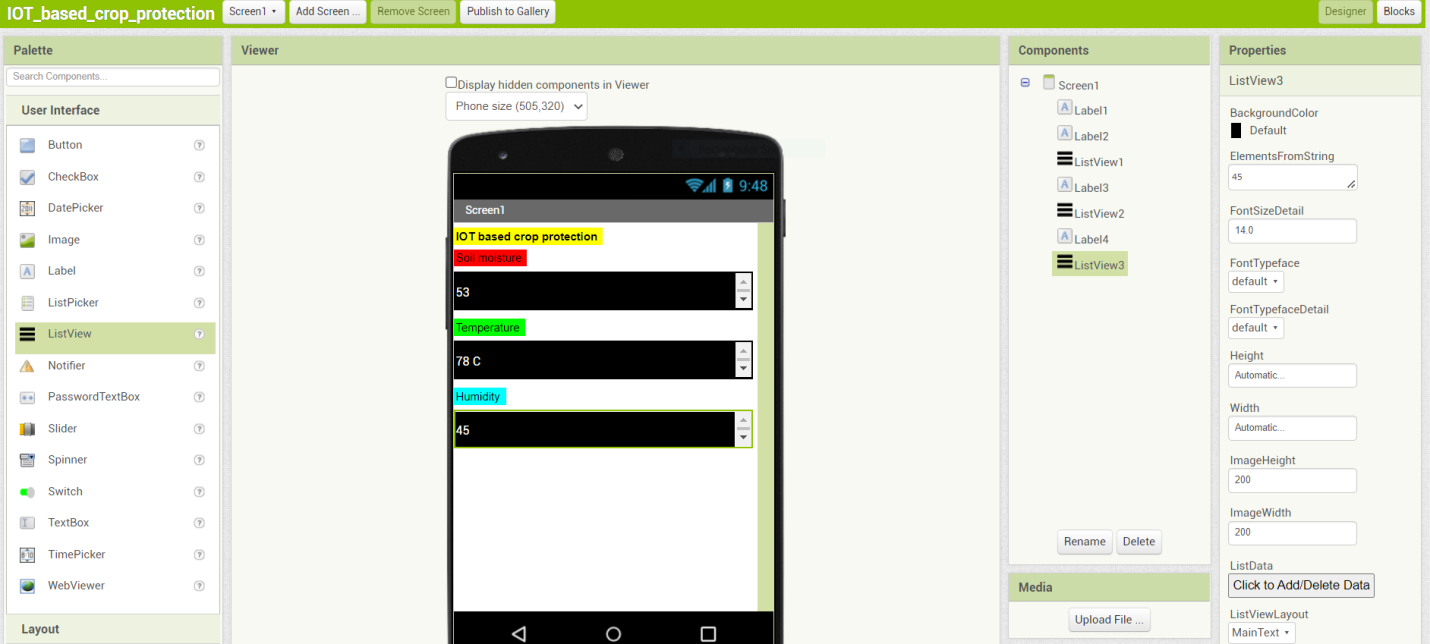 IOT_based_crop_protection
Screen1
Add Screen ...
Remove Screen
Publish to Gallery
Designer
Blocks
Palette
Search Components...
User Interface
Button
CheckBox
DatePicker
Image
Label
ListPicker
ListView
Notifier
PasswordTextBox
Slider
Spinner
Switch
TextBox
TimePicker
WebViewer
Layout
Viewer
Display hidden components in Viewer
Phone size (505,320)
9:48
Screen1
IOT based crop protection
Soil moisture
53
Temperature
78 C
Humidity
45
Components
Screen1
Label1
Label2
ListView1
Label3
ListView2
Label4
ListView3
Rename
Delete
Media
Upload File ...
Properties
ListView3
BackgroundColor
Default
ElementsFromString
45
FontSizeDetail
14.0
FontTypeface
default
FontTypefaceDetail
default
Height
Automatic...
Width
Automatic...
ImageHeight
200
ImageWidth
200
ListData
Click to Add/Delete Data
ListViewLayout
MainText